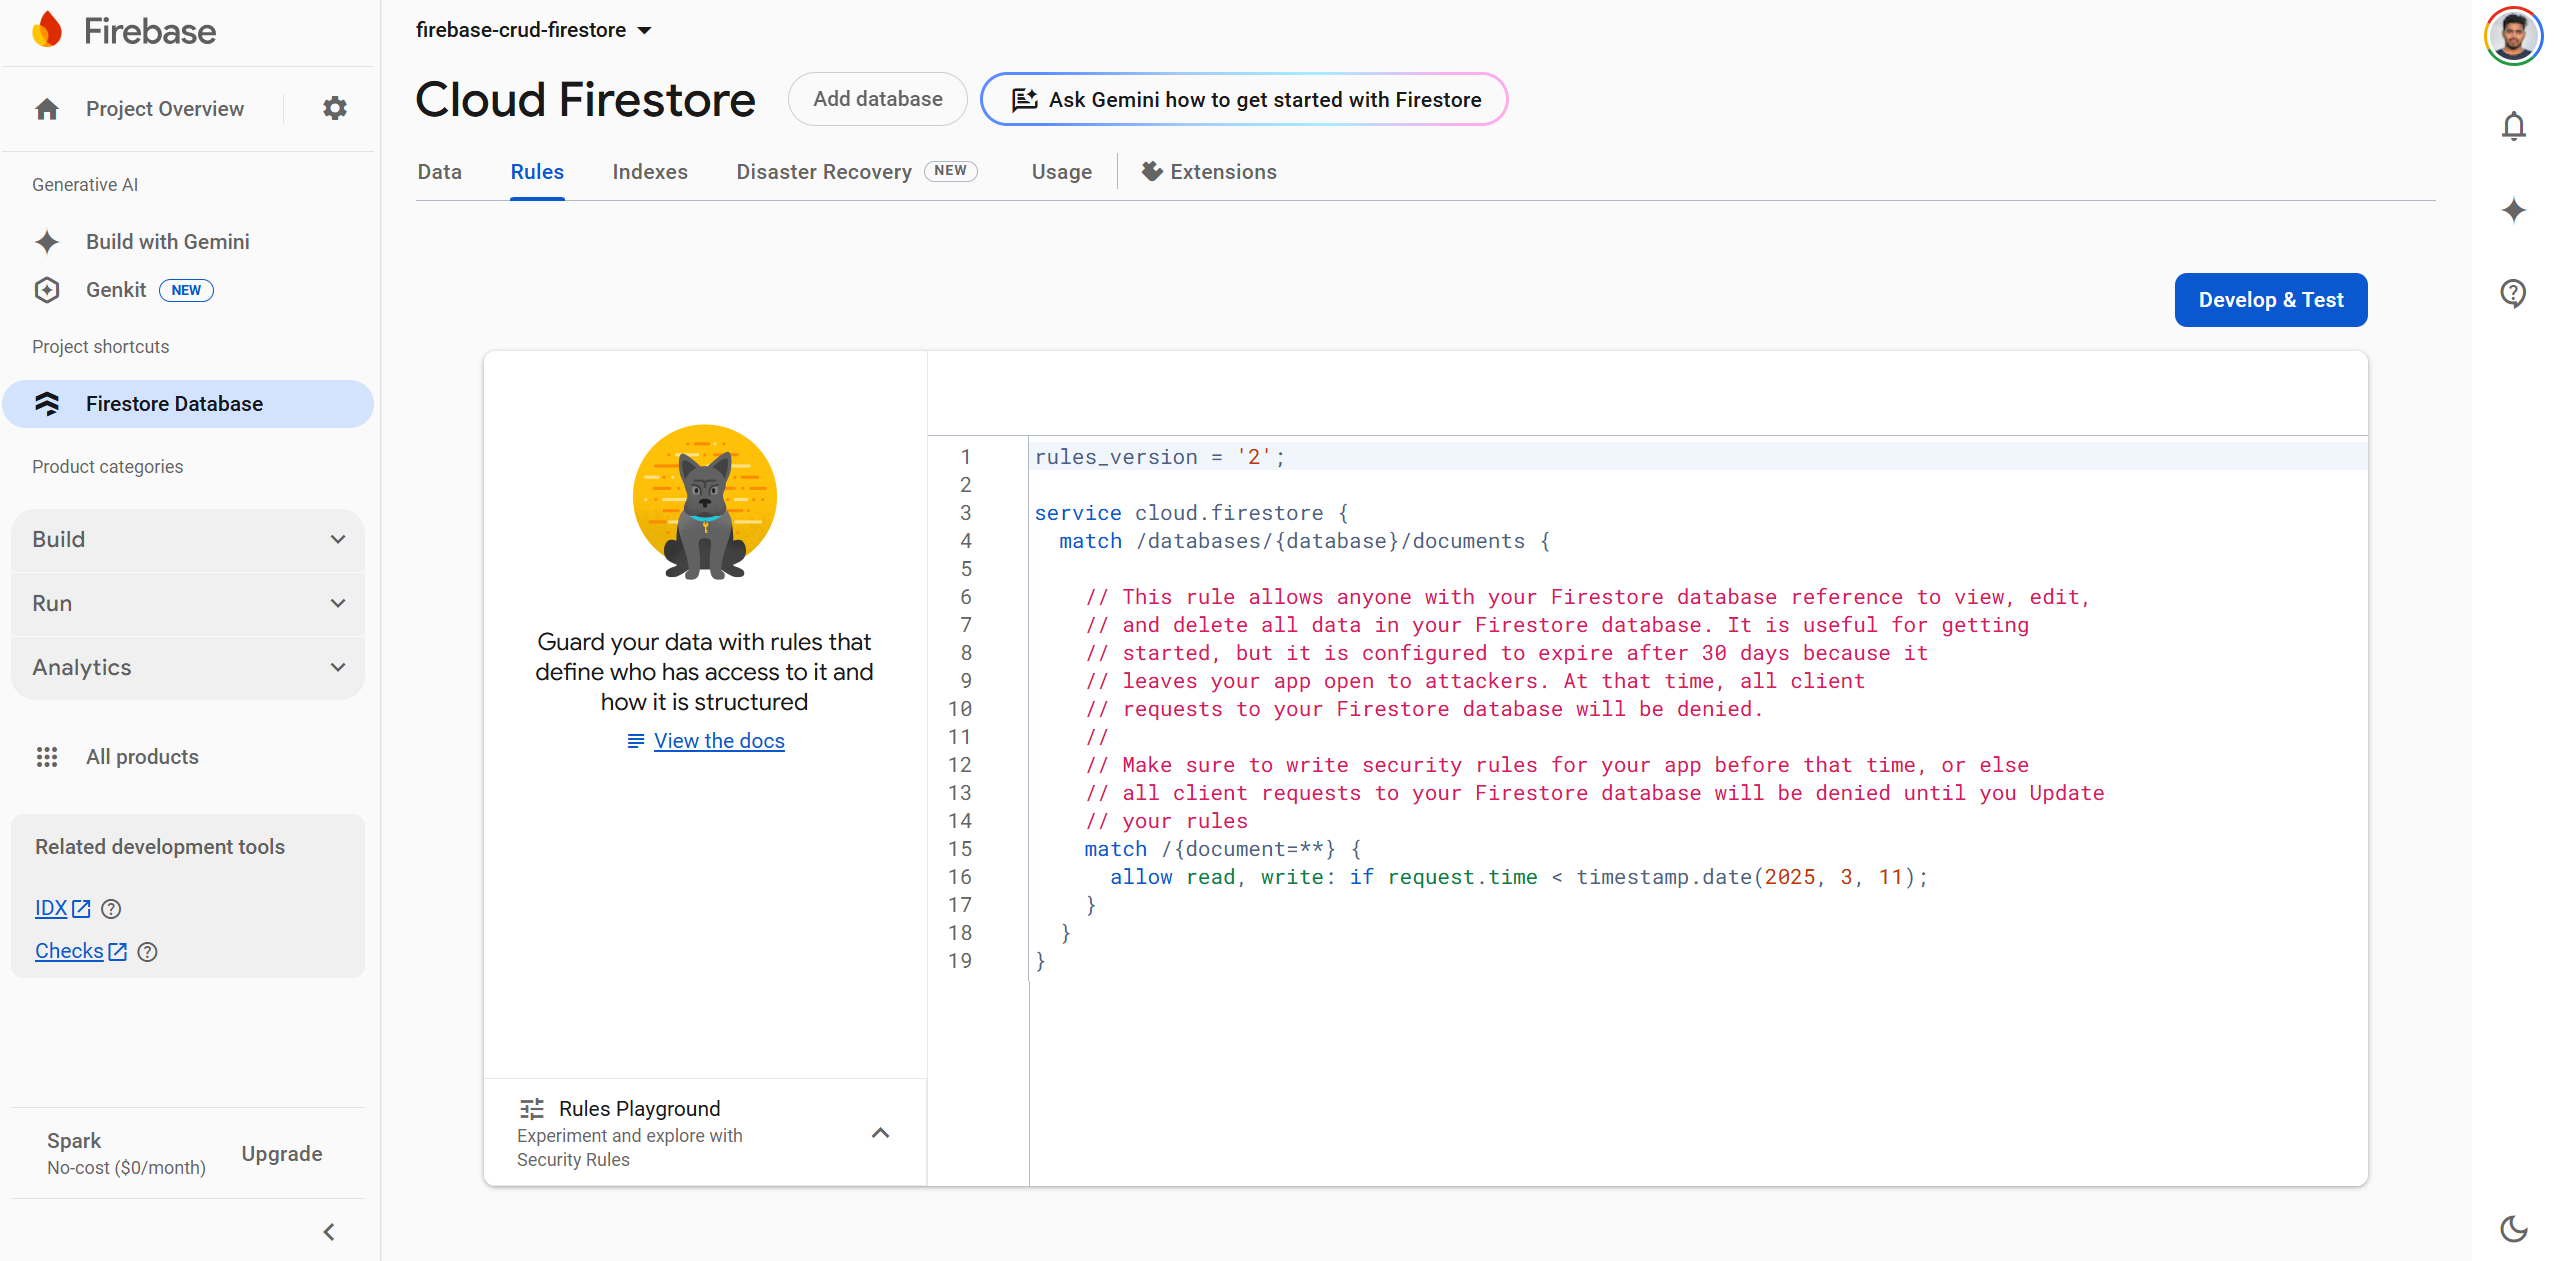 Firebase
Project Overview
Generative AI
Build with Gemini
Genkit NEW
Project shortcuts
Firestore Database
Product categories
Build
Run
Analytics
All products
Related development tools
IDX
Checks
Spark
No-cost ($0/month)
Upgrade
firebase-crud-firestore
Cloud Firestore
Add database
Ask Gemini how to get started with Firestore
Data Rules Indexes Disaster Recovery NEW Usage Extensions
Develop & Test
Guard your data with rules that
define who has access to it and
how it is structured
View the docs
Rules Playground
Experiment and explore with
Security Rules
1 rules_version = '2';
2
3 service cloud.firestore {
4 match /databases/{database}/documents {
5
6 // This rule allows anyone with your Firestore database reference to view, edit,
7 // and delete all data in your Firestore database. It is useful for getting
8 // started, but it is configured to expire after 30 days because it
9 // leaves your app open to attackers. At that time, all client
10 // requests to your Firestore database will be denied.
11 //
12 // Make sure to write security rules for your app before that time, or else
13 // all client requests to your Firestore database will be denied until you Update
14 // your rules
15 match /{document=**} {
16 allow read, write: if request.time < timestamp.date(2025, 3, 11);
17 }
18 }
19 }